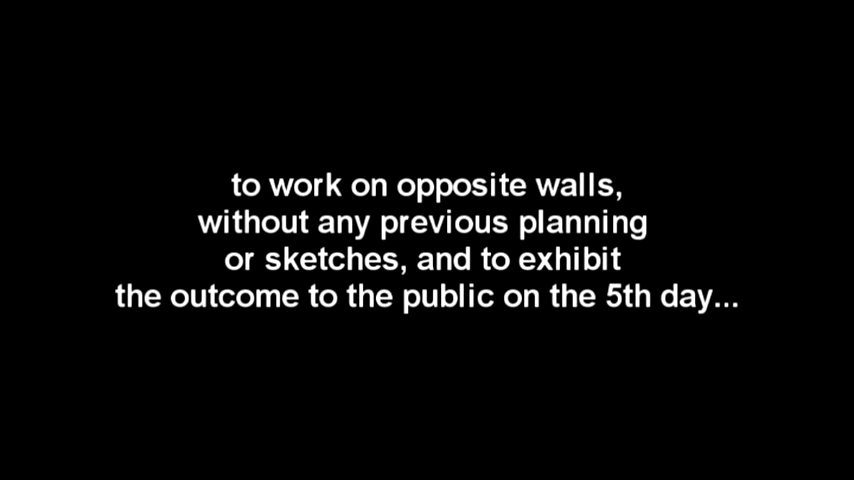 to work on opposite walls,
without any previous planning
or sketches, and to exhibit
the outcome to the public on the 5th day...